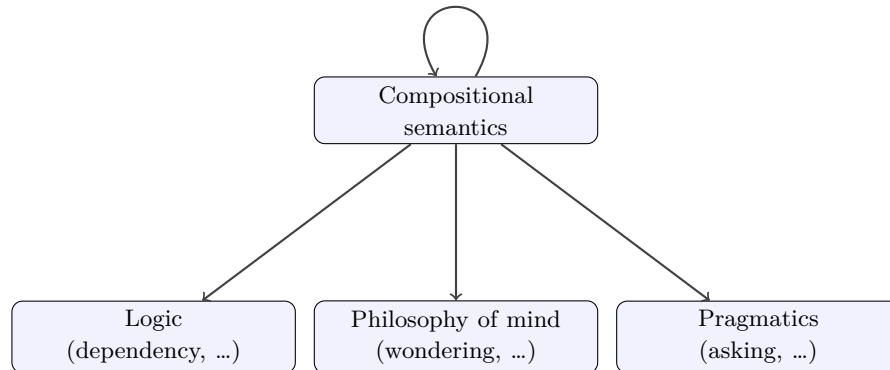 Compositional
semantics
Logic
(dependency, …)
Philosophy of mind
(wondering, …)
Pragmatics
(asking, …)